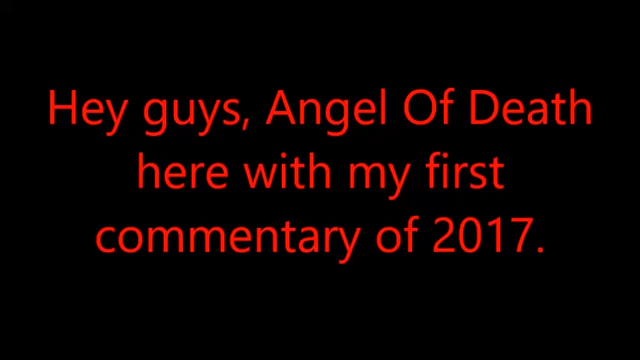 Hey guys, Angel Of Death
here with my first
commentary of 2017.